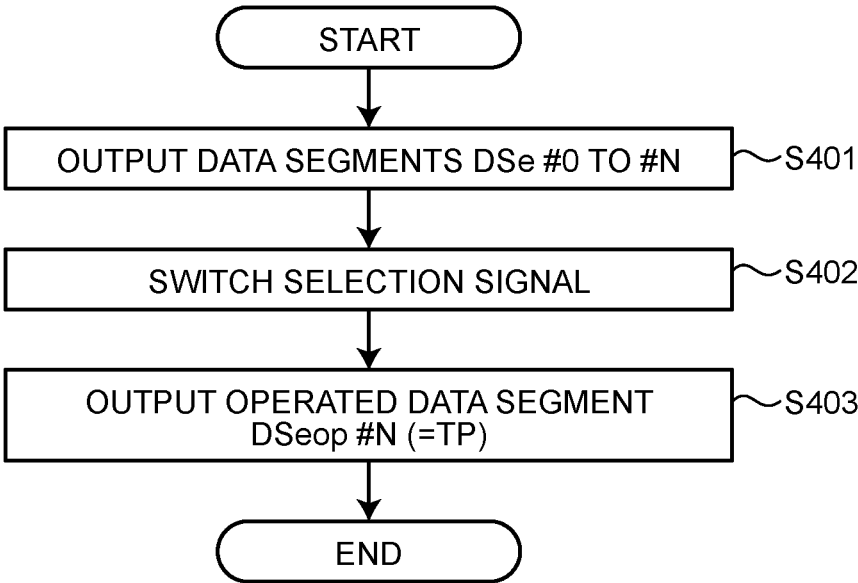 START
OUTPUT DATA SEGMENTS DSe #0 TO #N
S401
SWITCH SELECTION SIGNAL
S402
OUTPUT OPERATED DATA SEGMENT
DSeop #N (=TP)
S403
END